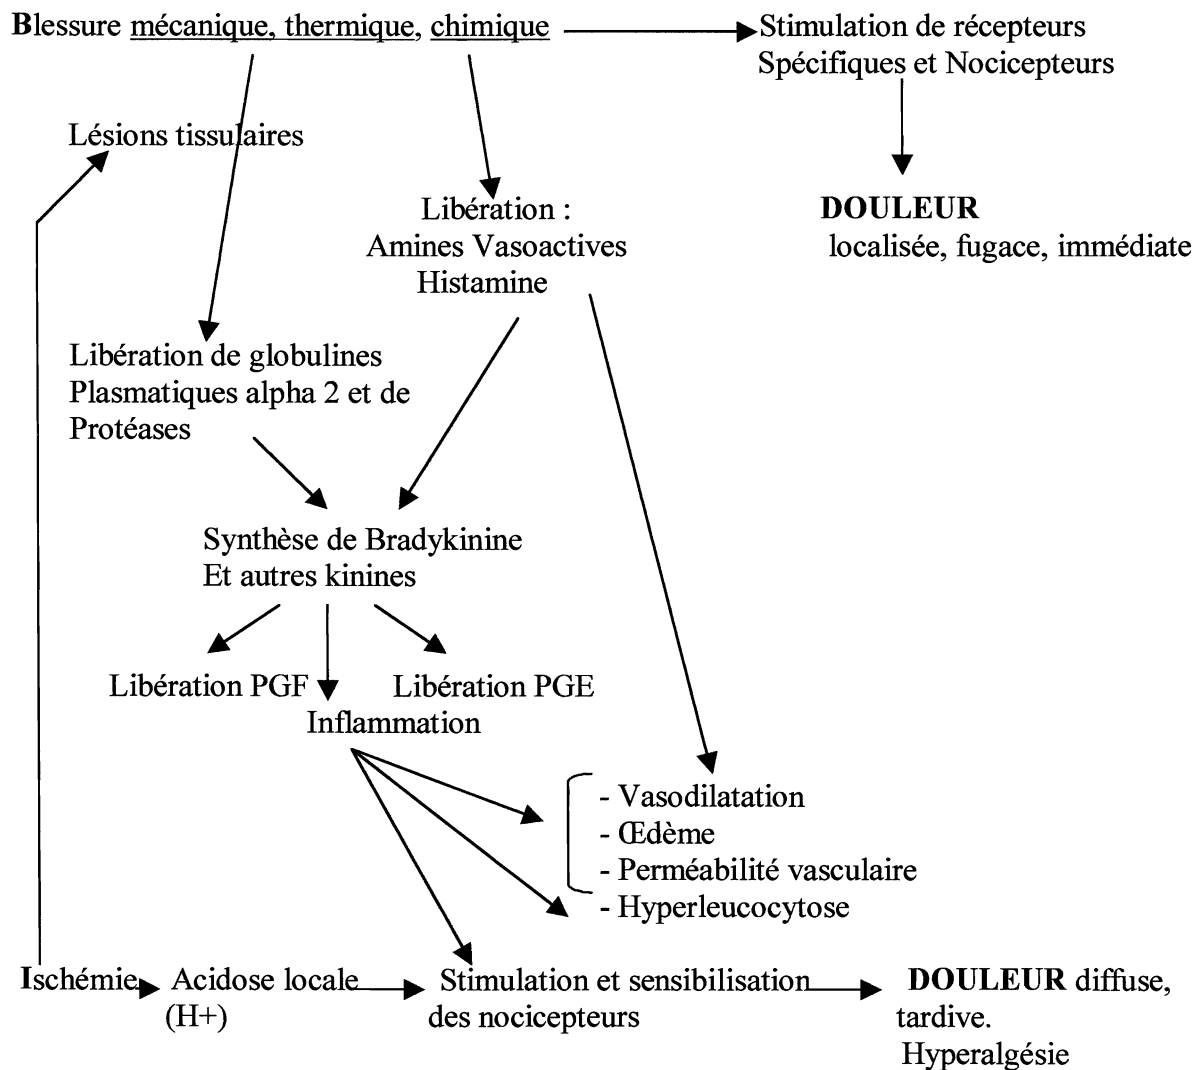 Blessure mécanique, thermique, chimique
Stimulation de récepteurs
Spécifiques et Nocicepteurs
Lésions tissulaires
Libération :
Amines Vasoactives
Histamine
DOULEUR
localisée, fugace, immédiate
Libération de globulines
Plasmatiques alpha 2 et de
Protéases
Synthèse de Bradykinine
Et autres kinines
Libération PGF
Libération PGE
Inflammation
- Vasodilatation
- Œdème
- Perméabilité vasculaire
- Hyperleucocytose
Ischémie
Acidose locale
(H+)
Stimulation et sensibilisation
des nocicepteurs
DOULEUR diffuse,
tardive.
Hyperalgésie